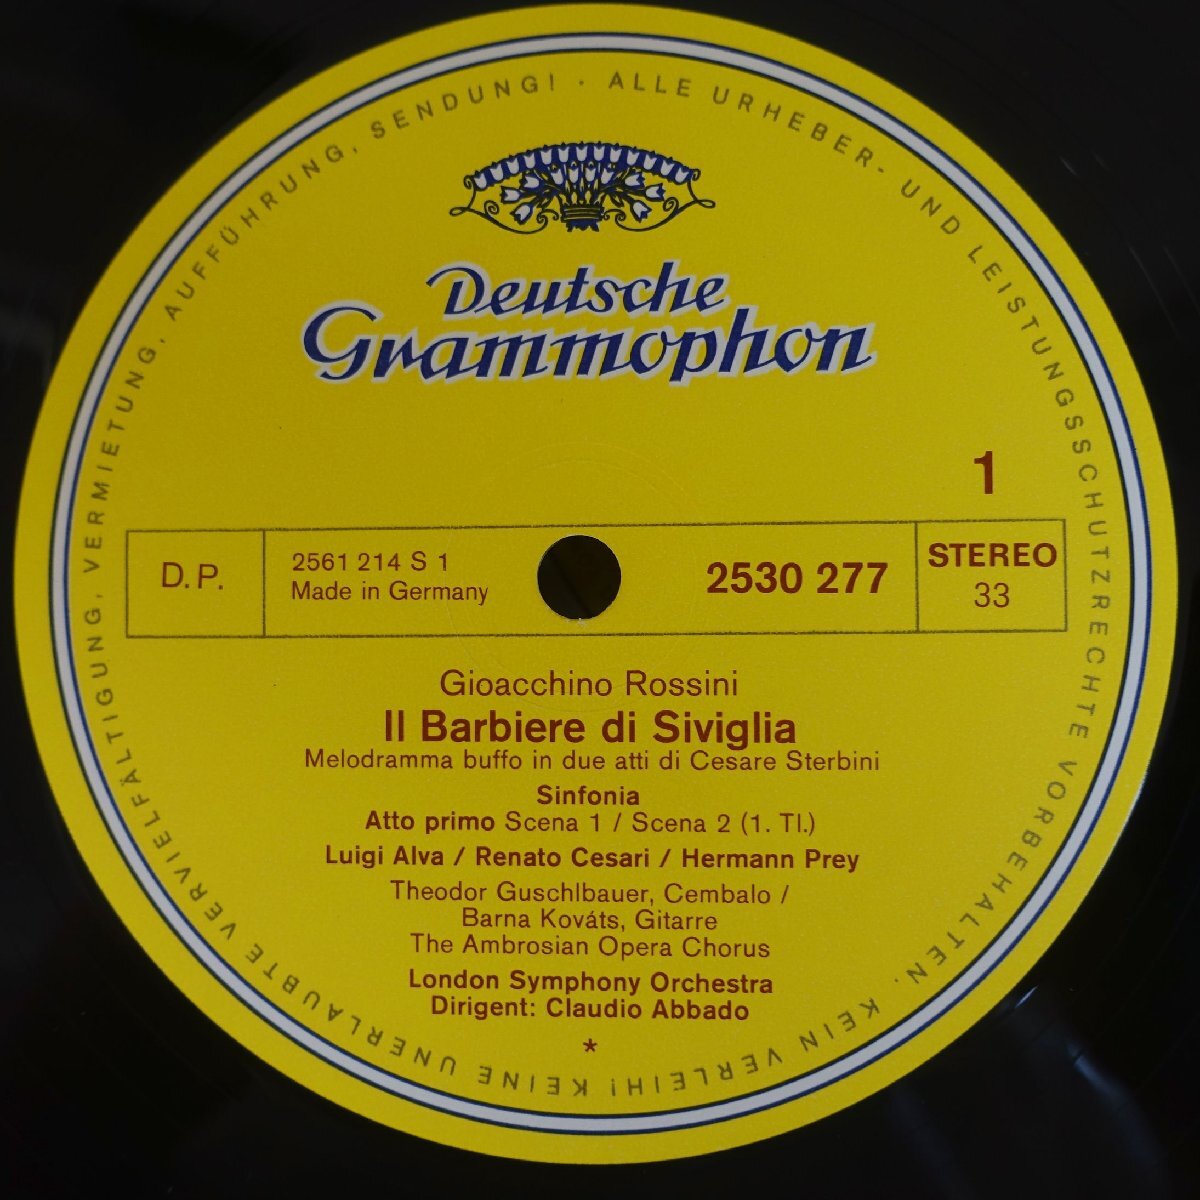 ALLE URHEBER- UND LEISTUNGSSCHUTZRECHTE VORBEHALTEN. KEIN VERLEIH! KEINE UNERLAUBTE VERVIELFÄLTIGUNG, VERMIETUNG, AUFFÜHRUNG, SENDUNG! ·
Deutsche
Grammophon
1
D.P.
2561 214 S 1
Made in Germany
2530 277
STEREO
33
Gioacchino Rossini
Il Barbiere di Siviglia
Melodramma buffo in due atti di Cesare Sterbini
Sinfonia
Atto primo Scena 1 / Scena 2 (1. Tl.)
Luigi Alva / Renato Cesari / Hermann Prey
Theodor Guschlbauer, Cembalo /
Barna Kováts, Gitarre
The Ambrosian Opera Chorus
London Symphony Orchestra
Dirigent: Claudio Abbado
*